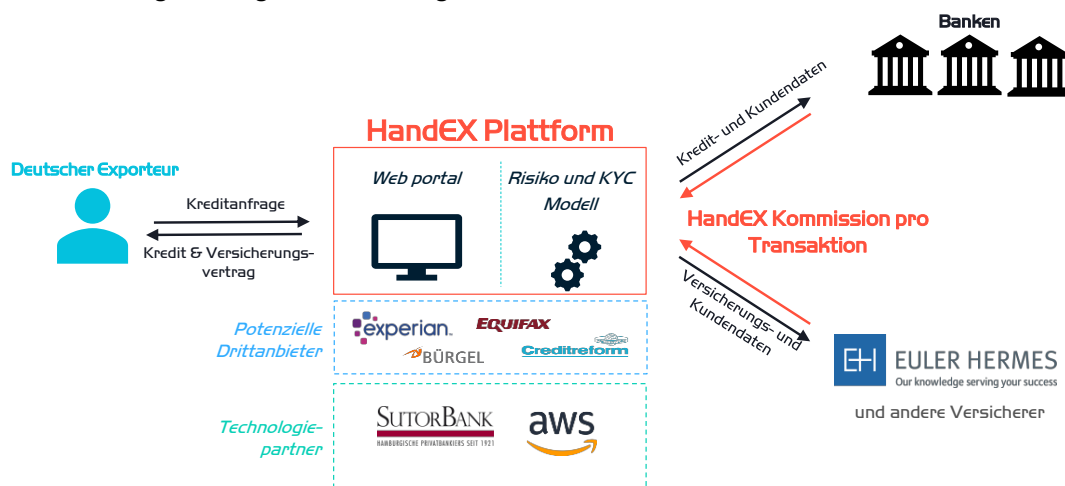 Banken
Kredit- und Kundendaten
HandEX Plattform
Deutscher Exporteur
Web portal
Risiko und KYC
Modell
Kreditanfrage
Kredit & Versicherungs-
vertrag
HandEX Kommission pro
Transaktion
Versicherungs- und
Kundendaten
Potenzielle
Drittanbieter
experian.
EQUIFAX
BÜRGEL
Creditreform
EH
EULER HERMES
Our knowledge serving your success
und andere Versicherer
Technologie-
partner
SUTORBANK
HAMBURGISCHE PRIVATBANKIERS SEIT 1921
aws